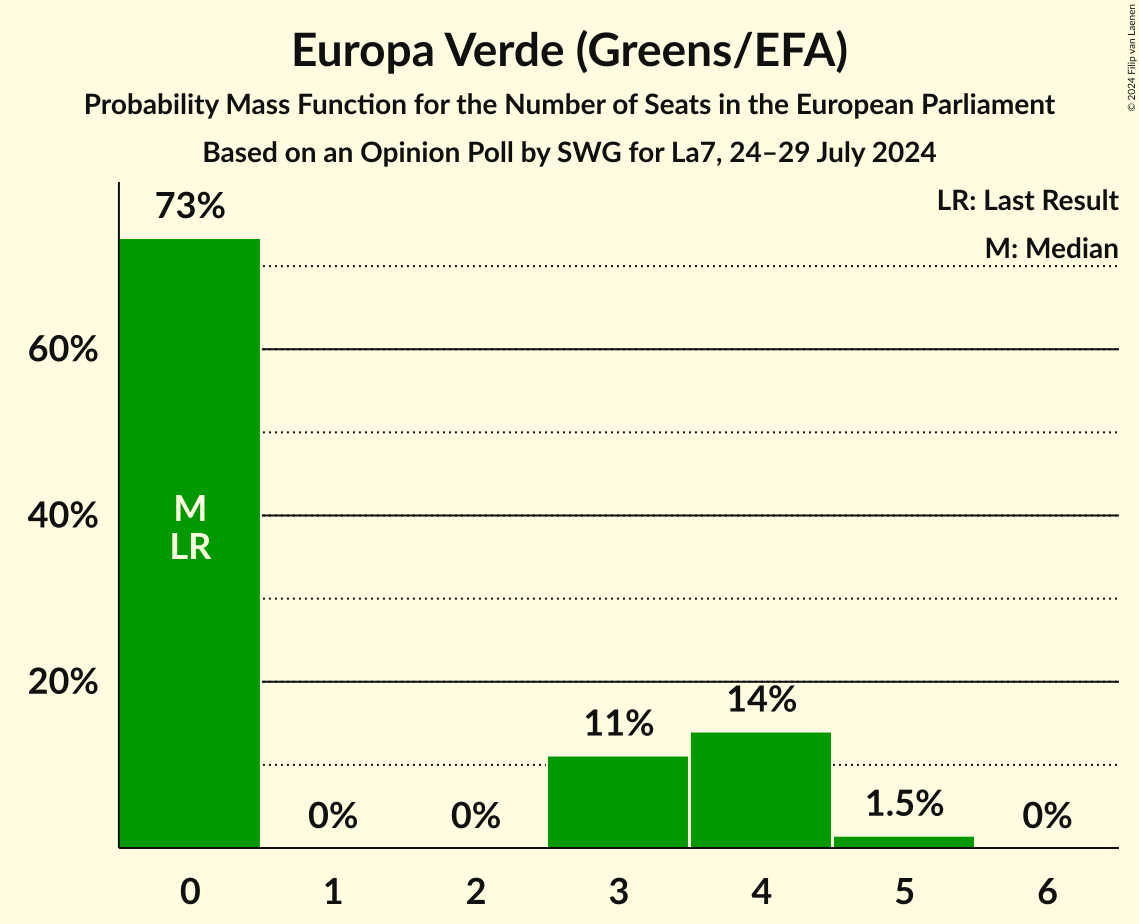 Europa Verde (Greens/EFA)
Probability Mass Function for the Number of Seats in the European Parliament
Based on an Opinion Poll by SWG for La7, 24–29 July 2024
© 2024 Filip van Laenen
LR: Last Result
M: Median
73%
60%
40%
20%
M
LR
0%
0%
11%
14%
1.5%
0%
0
1
2
3
4
5
6